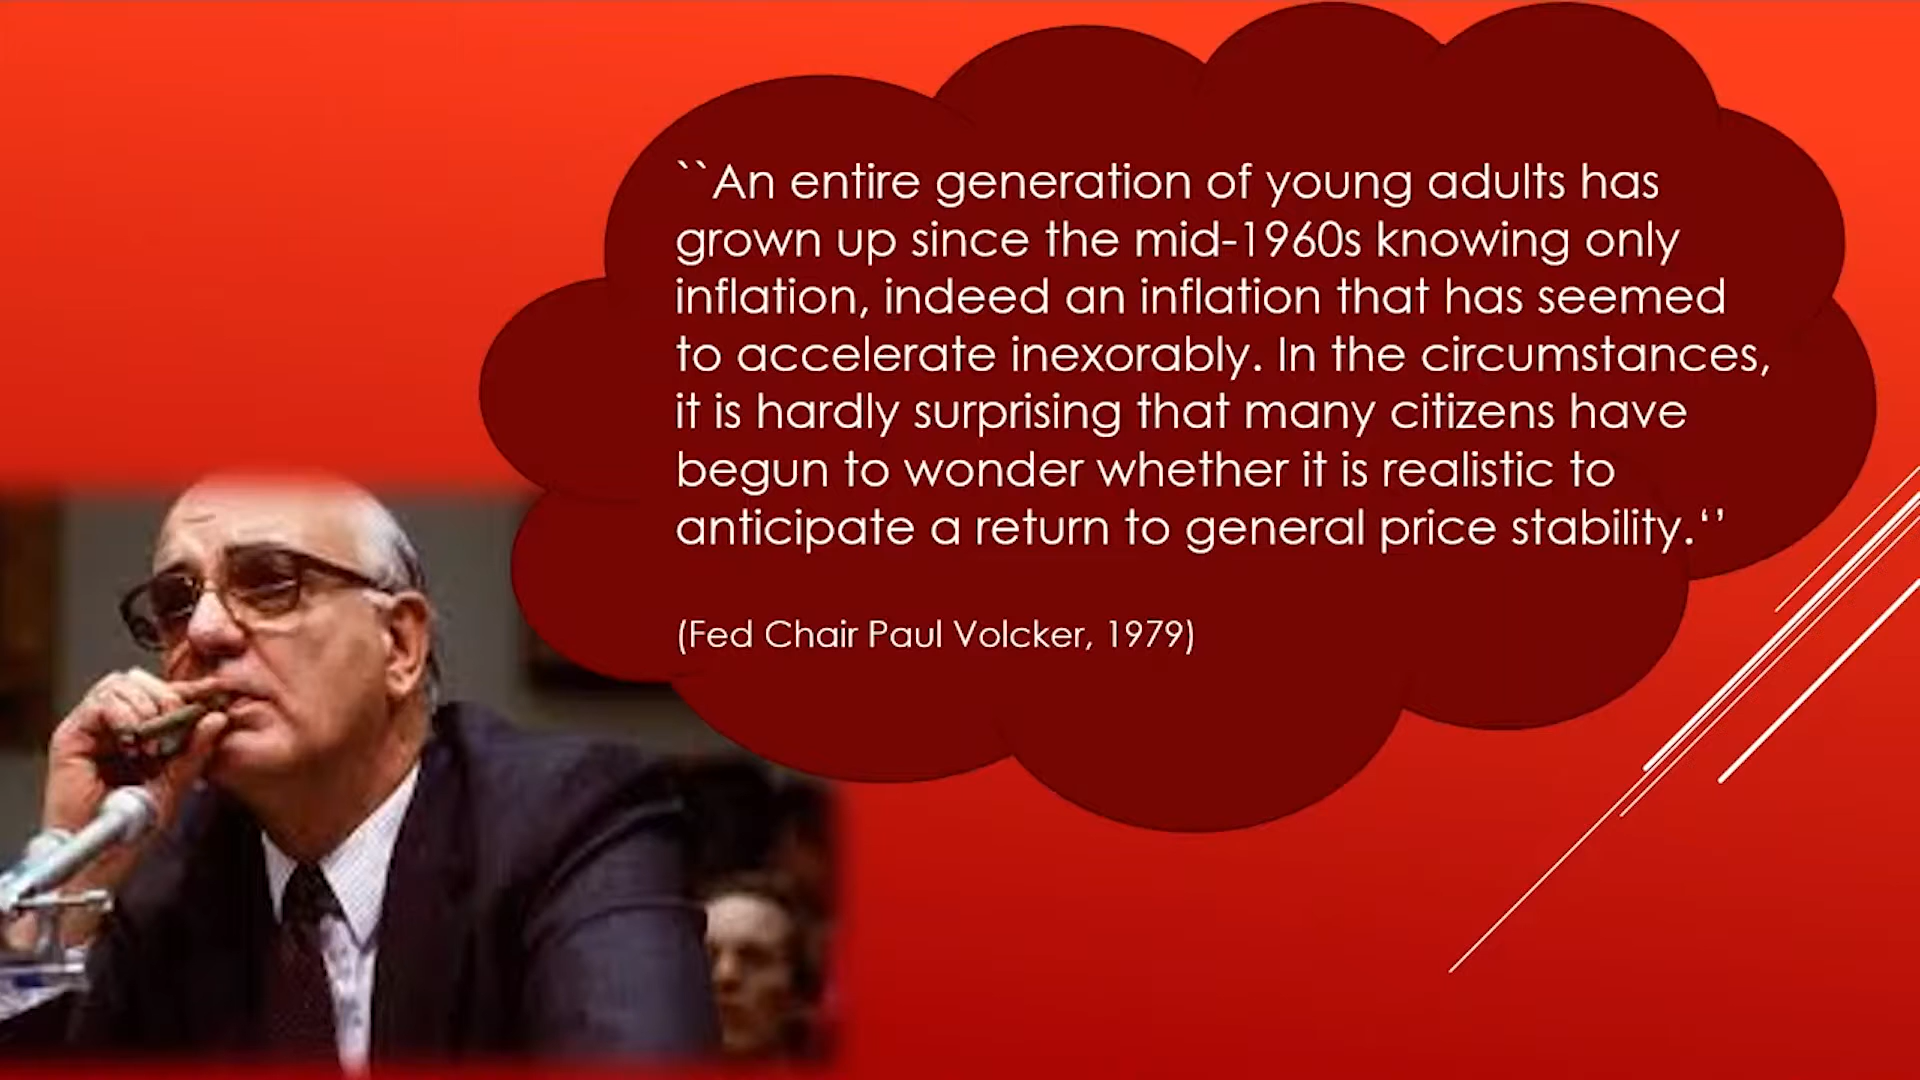 ``An entire generation of young adults has
grown up since the mid-1960s knowing only
inflation, indeed an inflation that has seemed
to accelerate inexorably. In the circumstances,
it is hardly surprising that many citizens have
begun to wonder whether it is realistic to
anticipate a return to general price stability.‘’
(Fed Chair Paul Volcker, 1979)